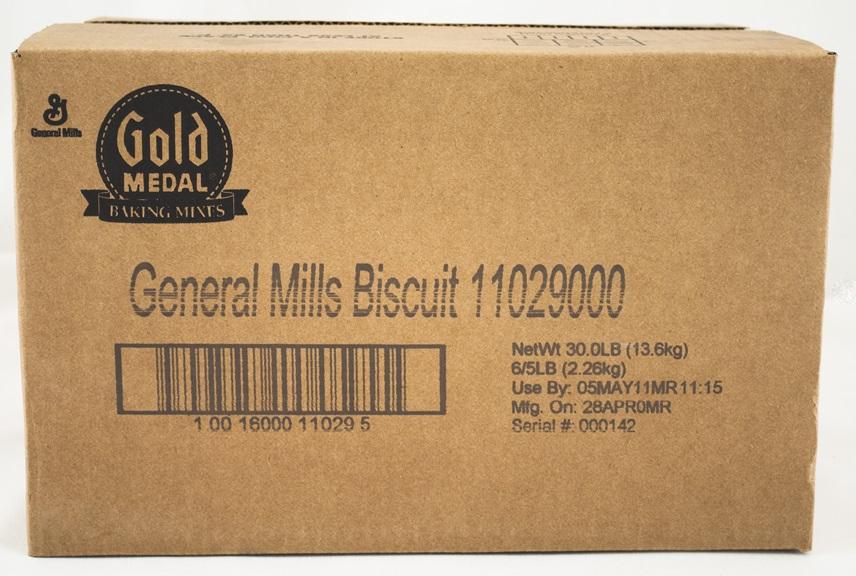 General Mills
Gold
MEDAL
BAKING MIXES
General Mills Biscuit 11029000
NetWt 30.0LB (13.6kg)
6/5LB (2.26kg)
Use By: 05MAY11MR11:15
Mfg. On: 28APR0MR
Serial #: 000142
1 00 16000 11029 5